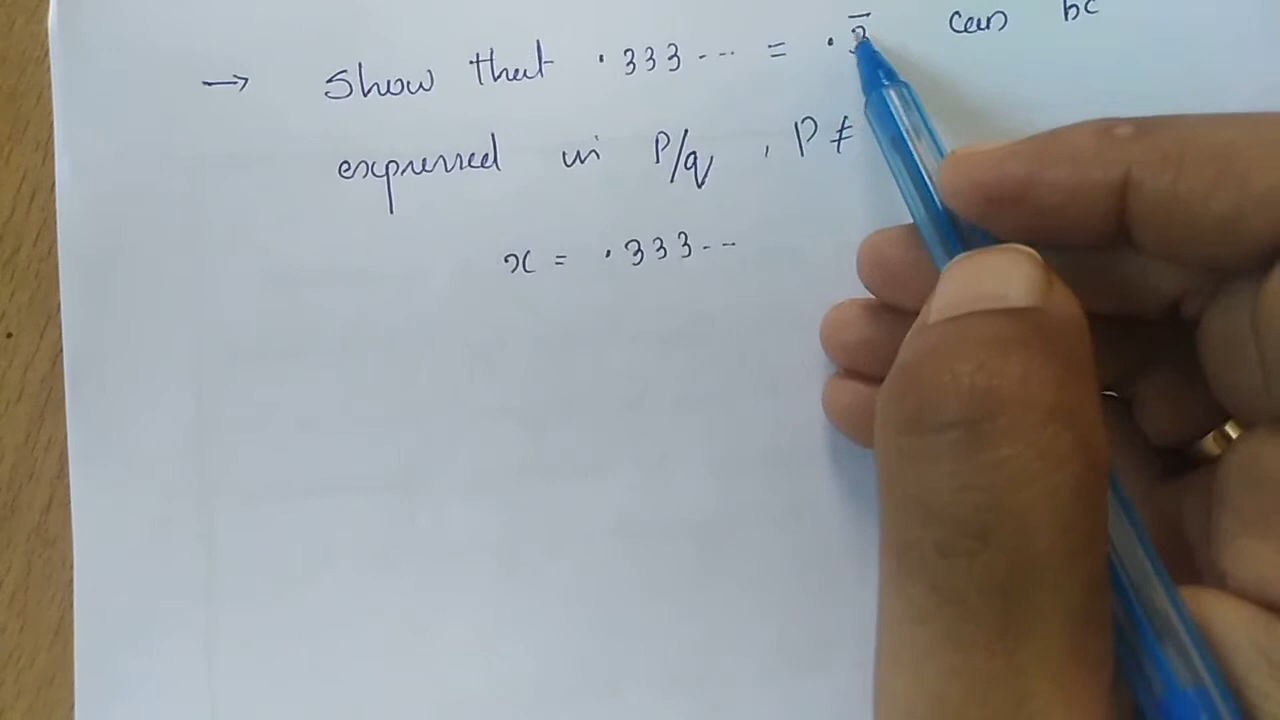 → Show that .333--- = .3̅ can be
expressed in P/q , P ≠
x = .333--